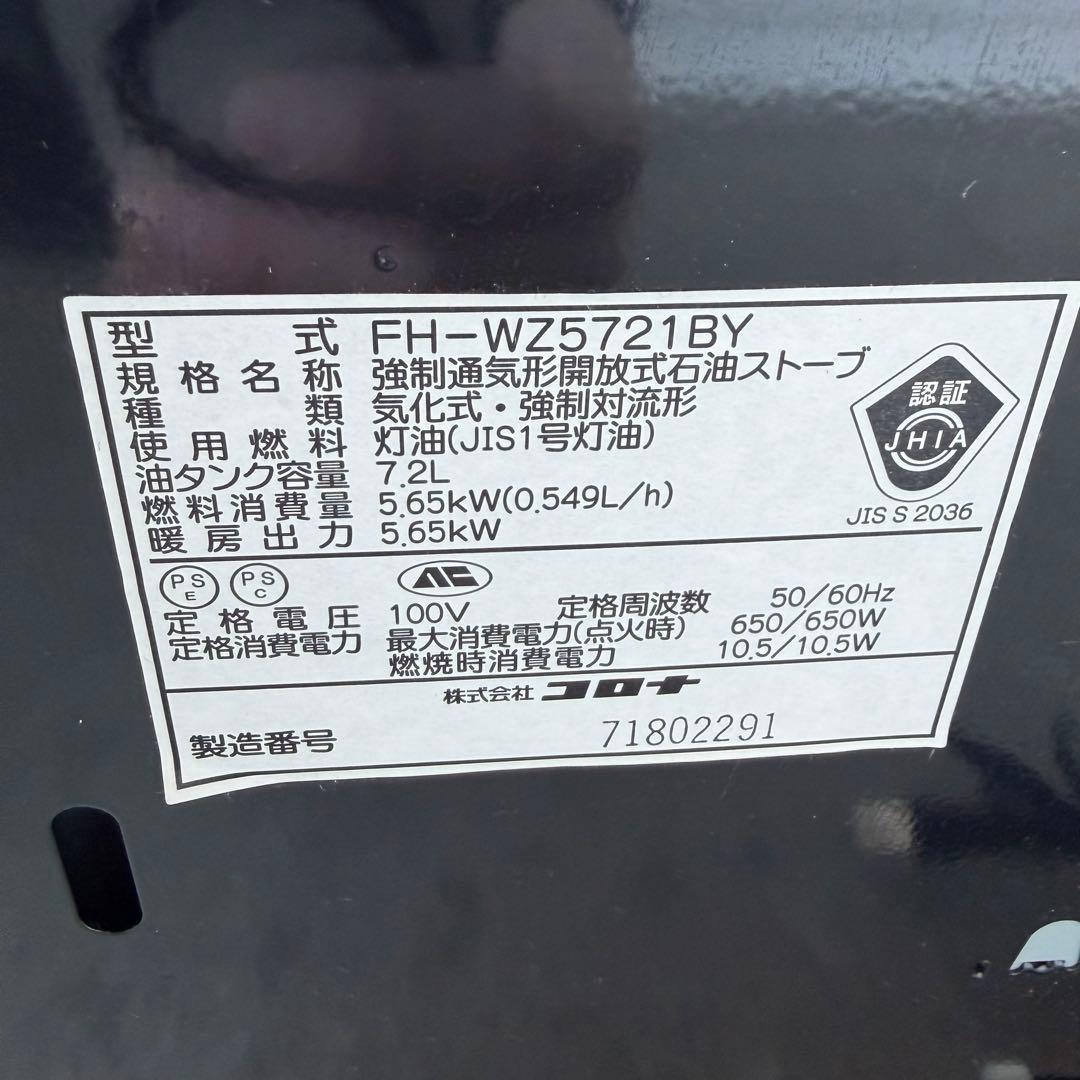 型式 FH-WZ5721BY
規格名称 強制通気形開放式石油ストーブ
種類 気化式・強制対流形
使用燃料 灯油(JIS1号灯油)
油タンク容量 7.2L
燃料消費量 5.65kW(0.549L/h)
暖房出力 5.65kW
認証
JHIA
JIS S 2036
PS E PS C
定格電圧 100V 定格周波数 50/60Hz
定格消費電力 最大消費電力(点火時) 650/650W
燃焼時消費電力 10.5/10.5W
株式会社 コロナ
製造番号 71802291